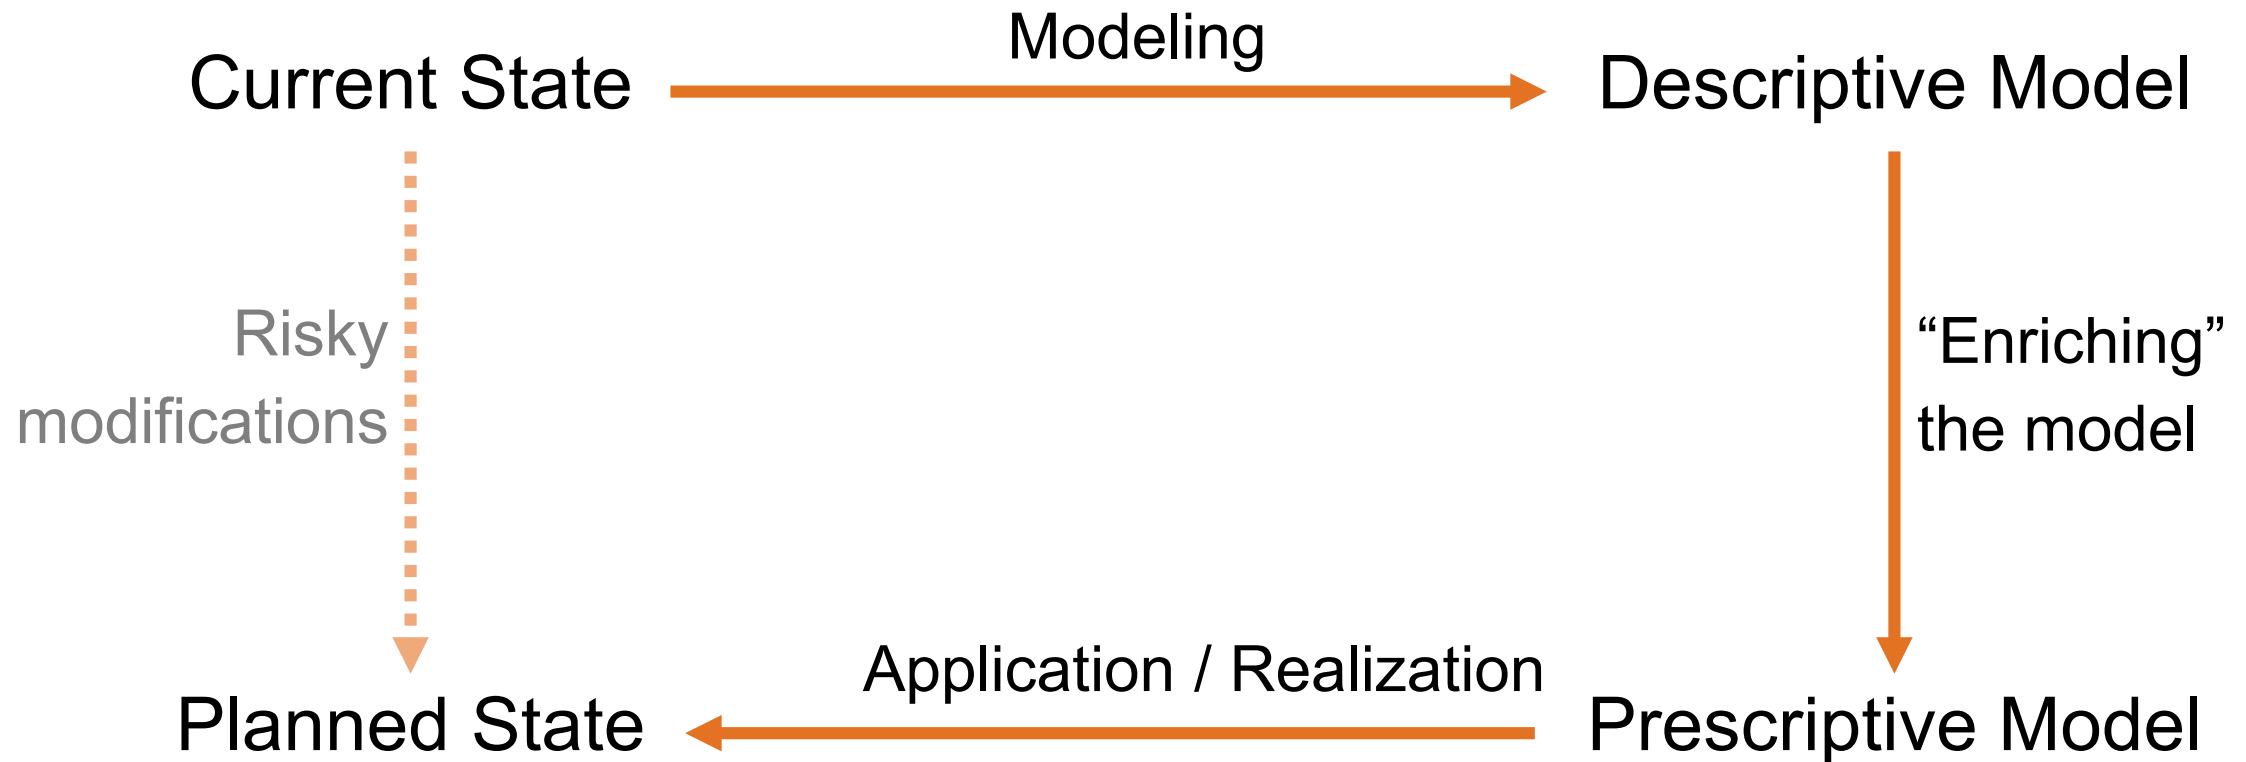 Modeling
Current State
Descriptive Model
Risky
modifications
“Enriching”
the model
Application / Realization
Planned State
Prescriptive Model